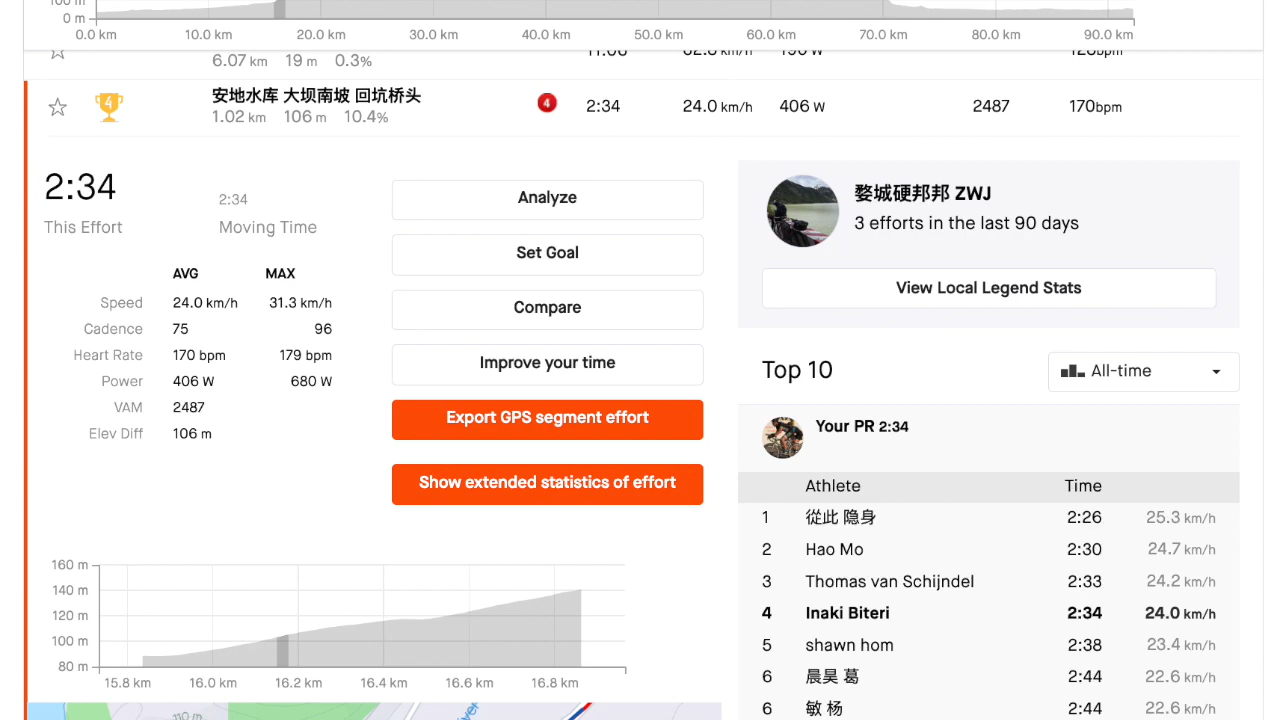 0 m
0.0 km 10.0 km 20.0 km 30.0 km 40.0 km 50.0 km 60.0 km 70.0 km 80.0 km 90.0 km
6.07 km 19 m 0.3%
4 安地水库 大坝南坡 回坑桥头 4 2:34 24.0 km/h 406 W 2487 170bpm
1.02 km 106 m 10.4%
2:34 2:34
This Effort Moving Time
AVG MAX
Speed 24.0 km/h 31.3 km/h
Cadence 75 96
Heart Rate 170 bpm 179 bpm
Power 406 W 680 W
VAM 2487
Elev Diff 106 m
Analyze
Set Goal
Compare
Improve your time
Export GPS segment effort
Show extended statistics of effort
160 m
140 m
120 m
100 m
80 m
15.8 km 16.0 km 16.2 km 16.4 km 16.6 km 16.8 km
110 m
婺城硬邦邦 ZWJ
3 efforts in the last 90 days
View Local Legend Stats
Top 10 All-time
Your PR 2:34
Athlete Time
1 從此 隐身 2:26 25.3 km/h
2 Hao Mo 2:30 24.7 km/h
3 Thomas van Schijndel 2:33 24.2 km/h
4 Inaki Biteri 2:34 24.0 km/h
5 shawn hom 2:38 23.4 km/h
6 晨昊 葛 2:44 22.6 km/h
6 敏 杨 2:44 22.6 km/h